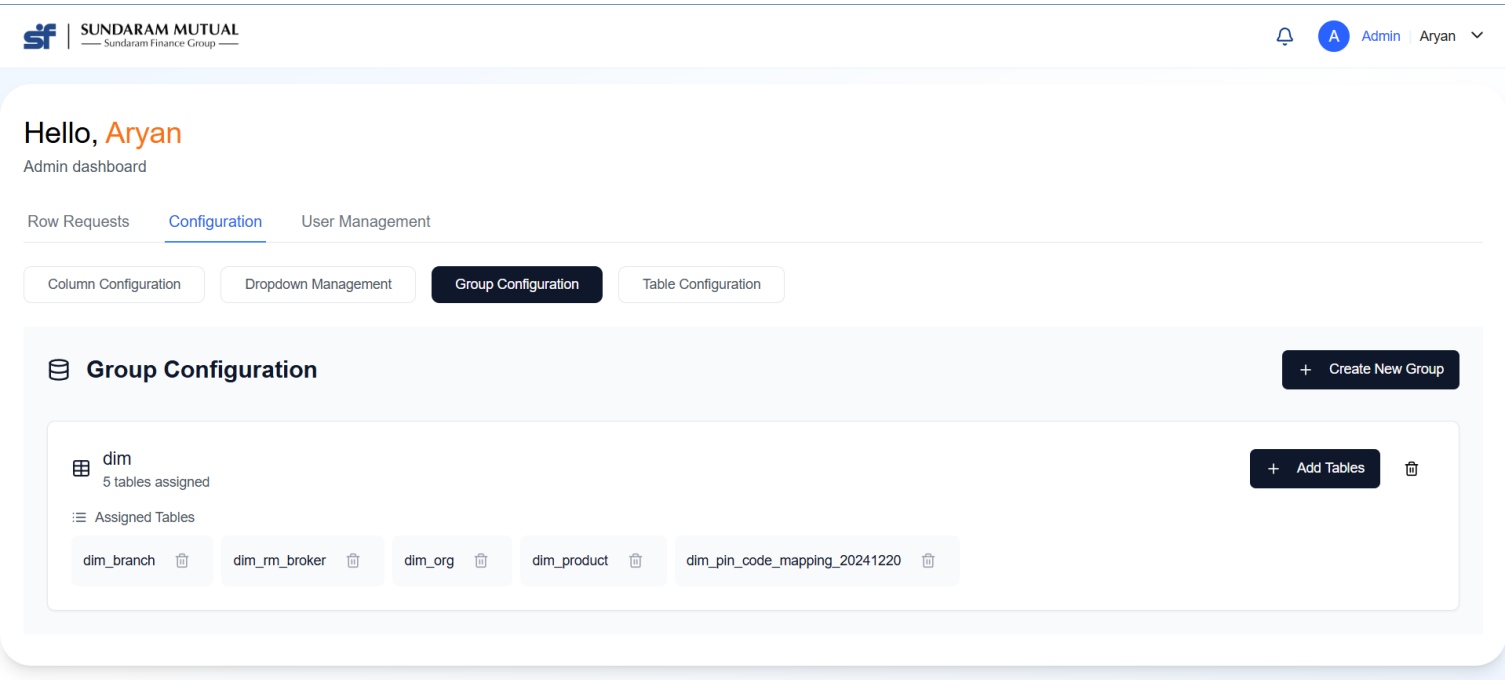 sf SUNDARAM MUTUAL
Sundaram Finance Group
A Admin Aryan
Hello, Aryan
Admin dashboard
Row Requests Configuration User Management
Column Configuration Dropdown Management Group Configuration Table Configuration
Group Configuration
+ Create New Group
dim
5 tables assigned
+ Add Tables
Assigned Tables
dim_branch dim_rm_broker dim_org dim_product dim_pin_code_mapping_20241220